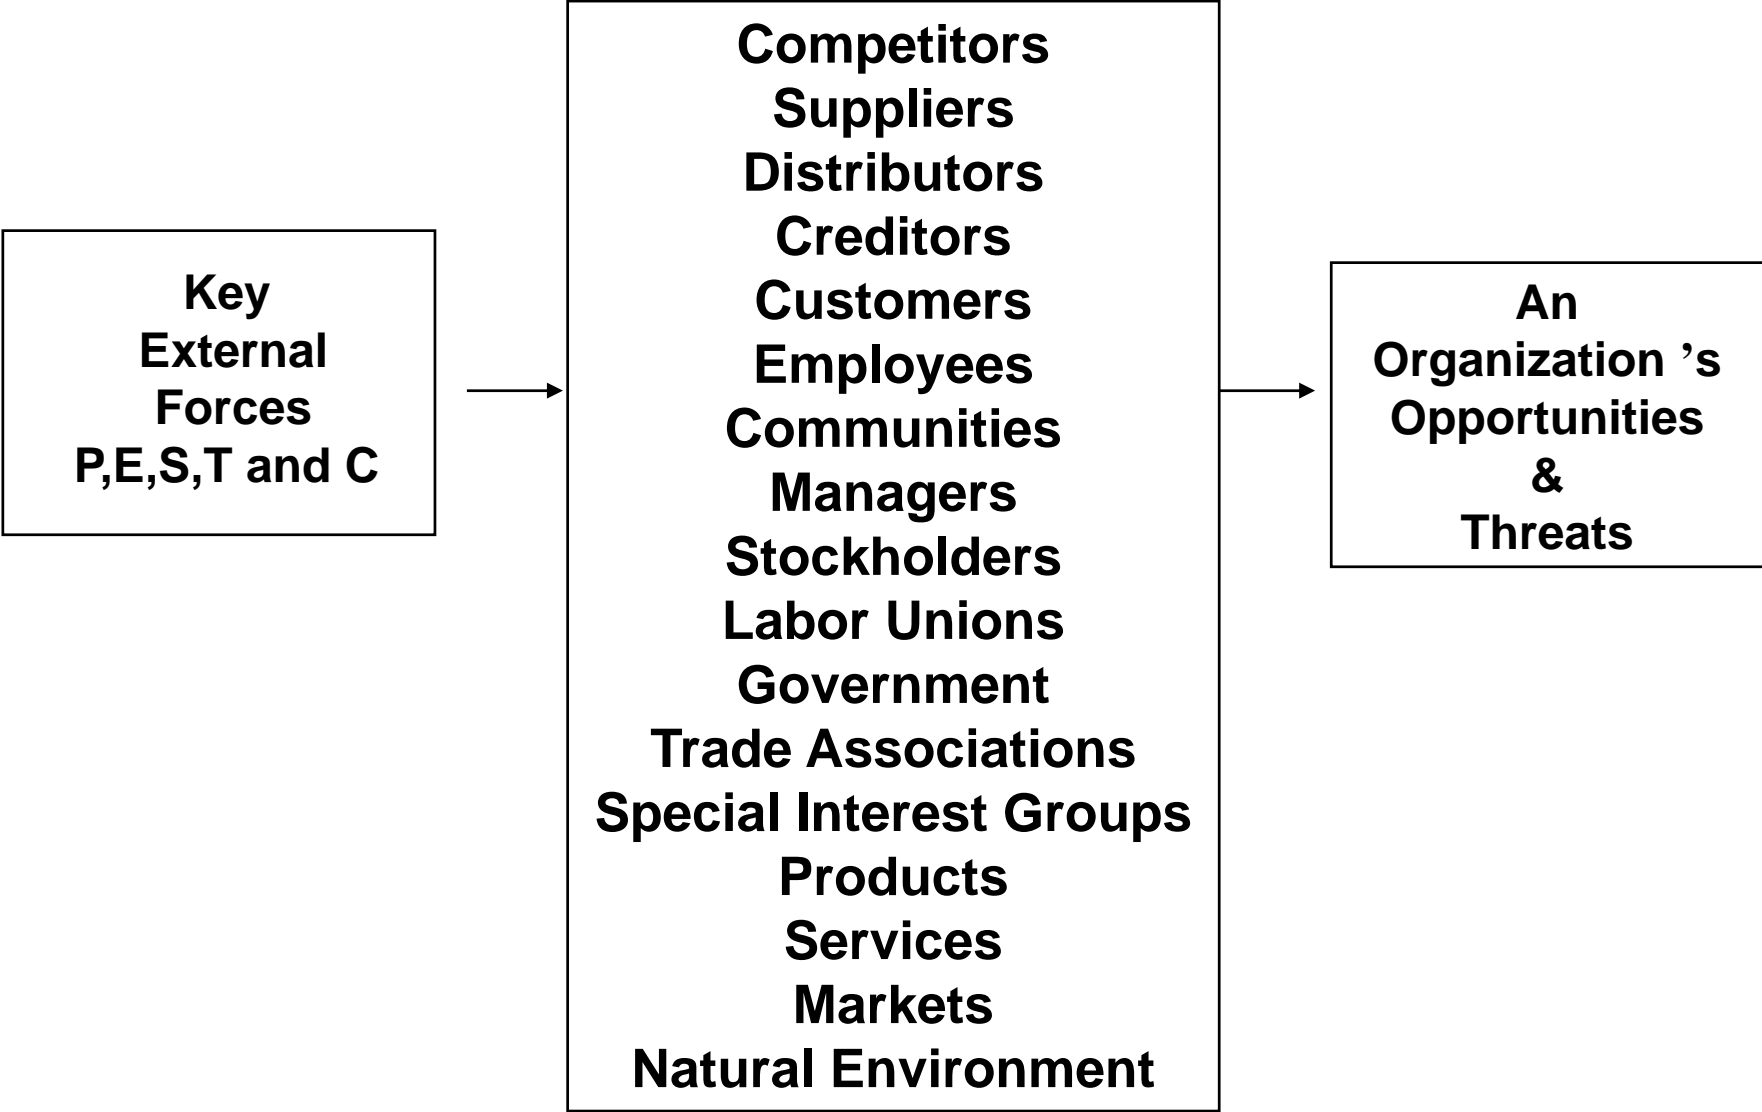 Key
External
Forces
P,E,S,T and C
Competitors
Suppliers
Distributors
Creditors
Customers
Employees
Communities
Managers
Stockholders
Labor Unions
Government
Trade Associations
Special Interest Groups
Products
Services
Markets
Natural Environment
An
Organization ’s
Opportunities
&
Threats